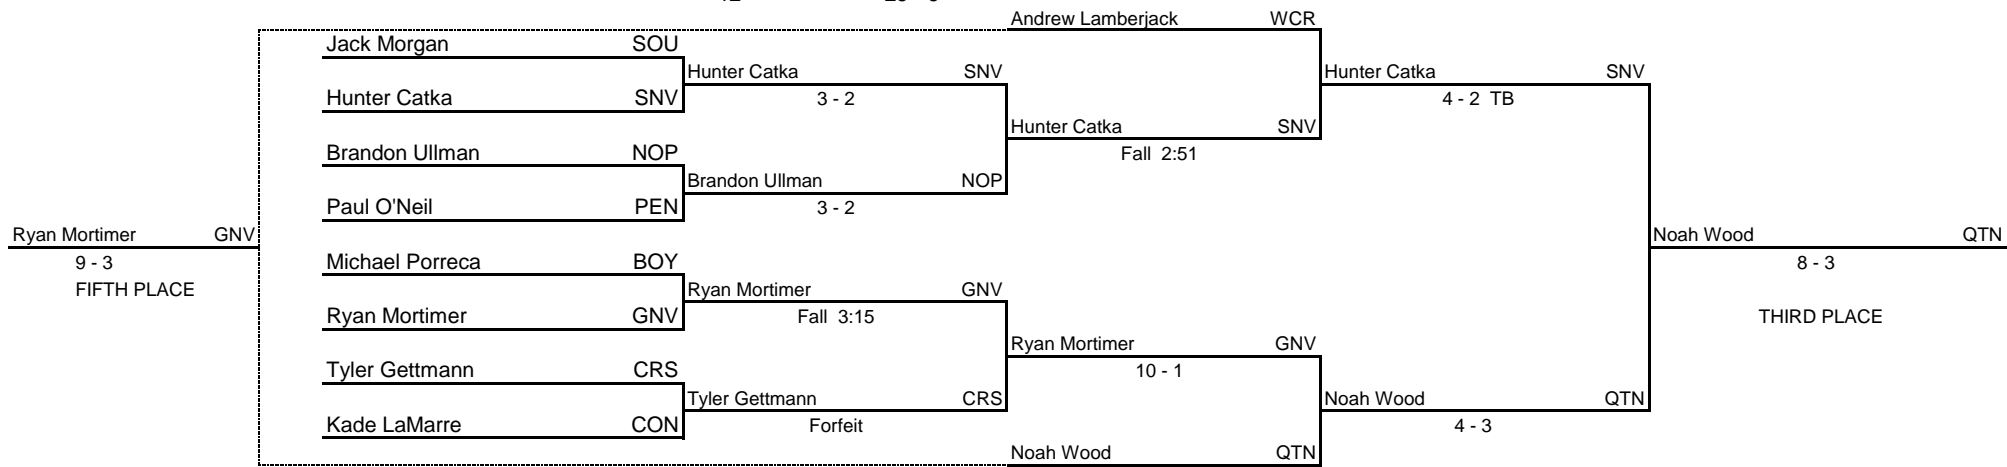 Andrew Lamberjack WCR
Jack Morgan SOU
Hunter Catka SNV
Hunter Catka SNV
Hunter Catka SNV
3 - 2
4 - 2 TB
Hunter Catka SNV
Fall 2:51
Brandon Ullman NOP
Brandon Ullman NOP
Paul O'Neil PEN
3 - 2
Ryan Mortimer GNV
9 - 3
FIFTH PLACE
Noah Wood QTN
8 - 3
THIRD PLACE
Michael Porreca BOY
Ryan Mortimer GNV
Ryan Mortimer GNV
Fall 3:15
Ryan Mortimer GNV
10 - 1
Tyler Gettmann CRS
Tyler Gettmann CRS
Forfeit
Kade LaMarre CON
Noah Wood QTN
4 - 3
Noah Wood QTN